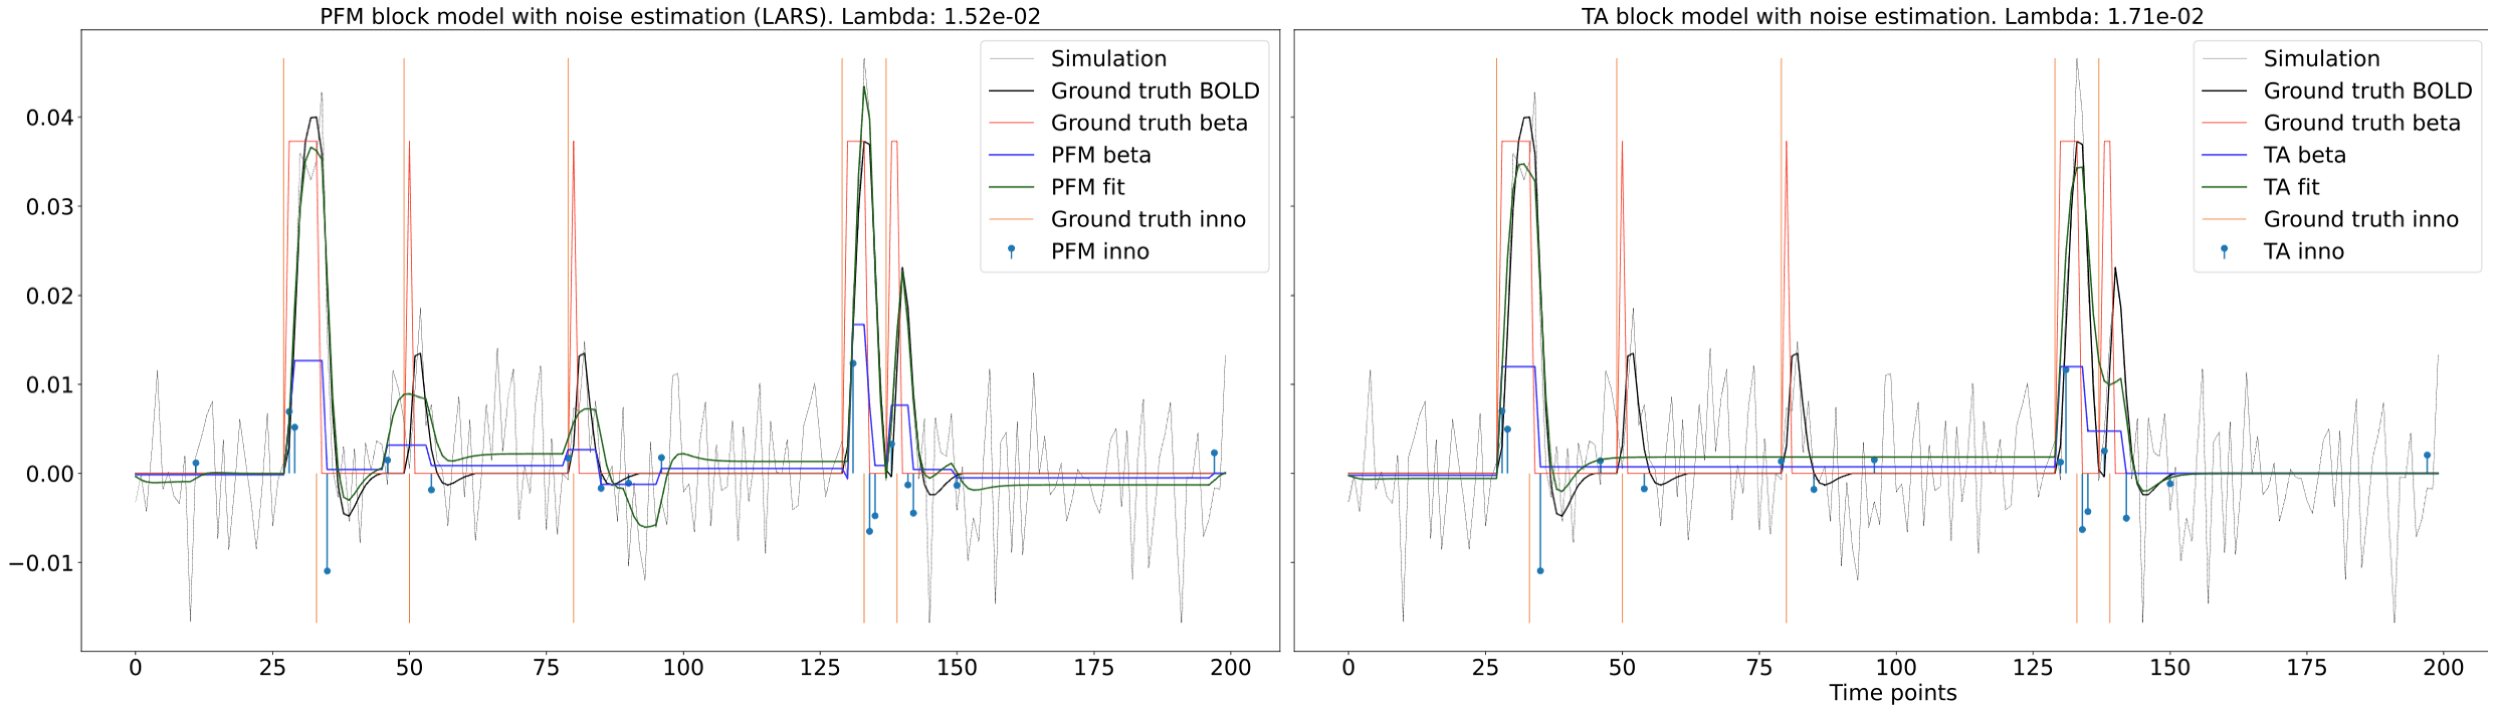 PFM block model with noise estimation (LARS). Lambda: 1.52e-02
0.04
0.03
0.02
0.01
0.00
−0.01
0 25 50 75 100 125 150 175 200
Simulation
Ground truth BOLD
Ground truth beta
PFM beta
PFM fit
Ground truth inno
PFM inno
TA block model with noise estimation. Lambda: 1.71e-02
Simulation
Ground truth BOLD
Ground truth beta
TA beta
TA fit
Ground truth inno
TA inno
0 25 50 75 100 125 150 175 200
Time points